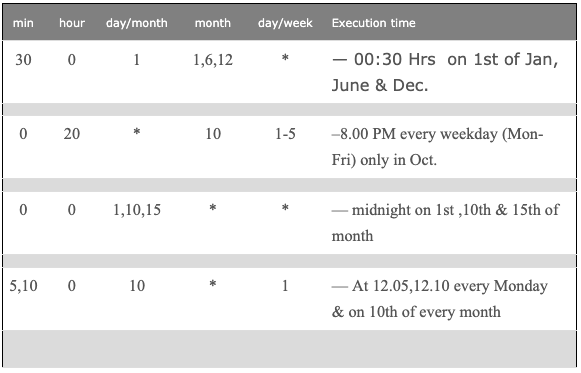 min hour day/month month day/week Execution time
30 0 1 1,6,12 * — 00:30 Hrs on 1st of Jan,
June & Dec.
0 20 * 10 1-5 –8.00 PM every weekday (Mon-
Fri) only in Oct.
0 0 1,10,15 * * — midnight on 1st ,10th & 15th of
month
5,10 0 10 * 1 — At 12.05,12.10 every Monday
& on 10th of every month